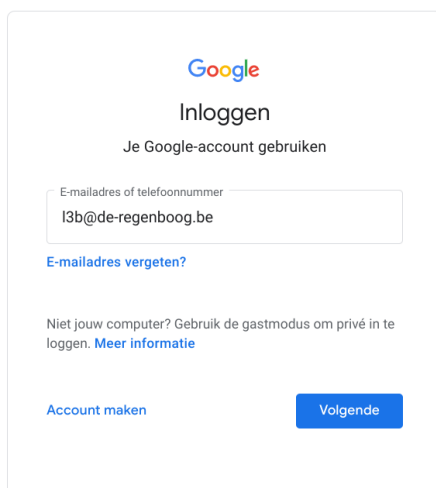 Google
Inloggen
Je Google-account gebruiken
E-mailadres of telefoonnummer
l3b@de-regenboog.be
E-mailadres vergeten?
Niet jouw computer? Gebruik de gastmodus om privé in te
loggen. Meer informatie
Account maken
Volgende